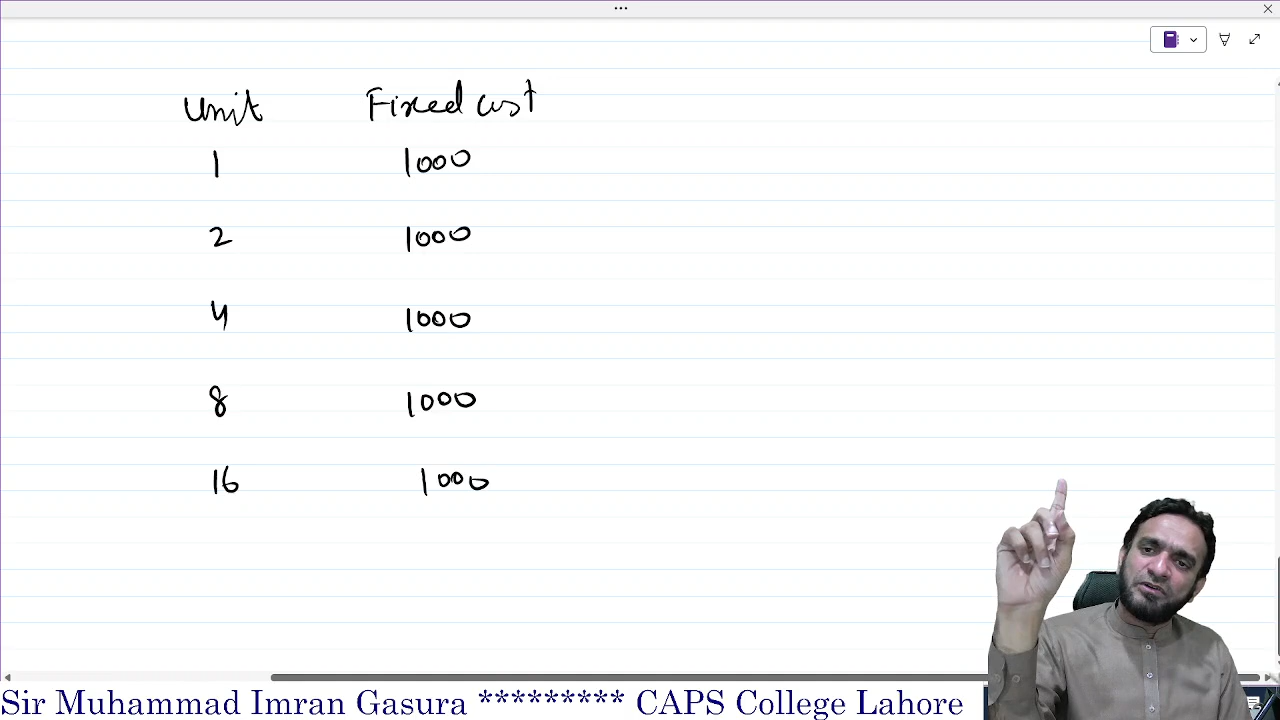 Unit Fixed cost
1 1000
2 1000
4 1000
8 1000
16 1000
Sir Muhammad Imran Gasura ********* CAPS College Lahore